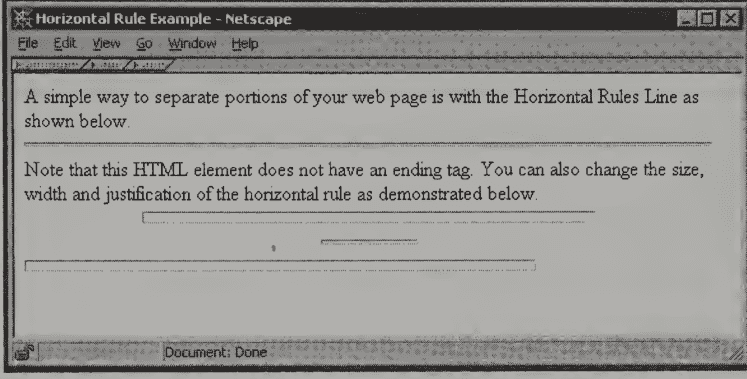 Horizontal Rule Example - Netscape
File Edit View Go Window Help
A simple way to separate portions of your web page is with the Horizontal Rules Line as
shown below.
Note that this HTML element does not have an ending tag. You can also change the size,
width and justification of the horizontal rule as demonstrated below.
Document: Done